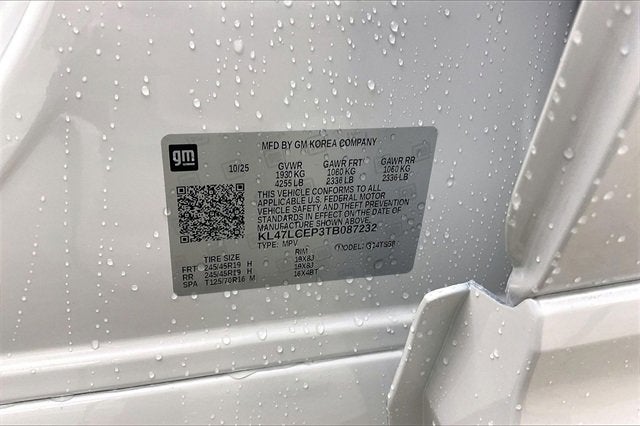 gm
MFD BY GM KOREA COMPANY
10/25 GVWR GAWR FRT GAWR RR
1930 KG 1060 KG 1060 KG
4255 LB 2336 LB 2336 LB
THIS VEHICLE CONFORMS TO ALL
APPLICABLE U.S. FEDERAL MOTOR
VEHICLE SAFETY AND THEFT PREVENTION
STANDARDS IN EFFECT ON THE DATE OF
MANUFACTURE SHOWN ABOVE.
KL47LCEP3TB087232
TYPE: MPV MODEL:
TIRE SIZE RIM
FRT 245/45R19 H 19X8J
RR 245/45R19 H 19X8J
SPA T125/70R16 M 16X4BT